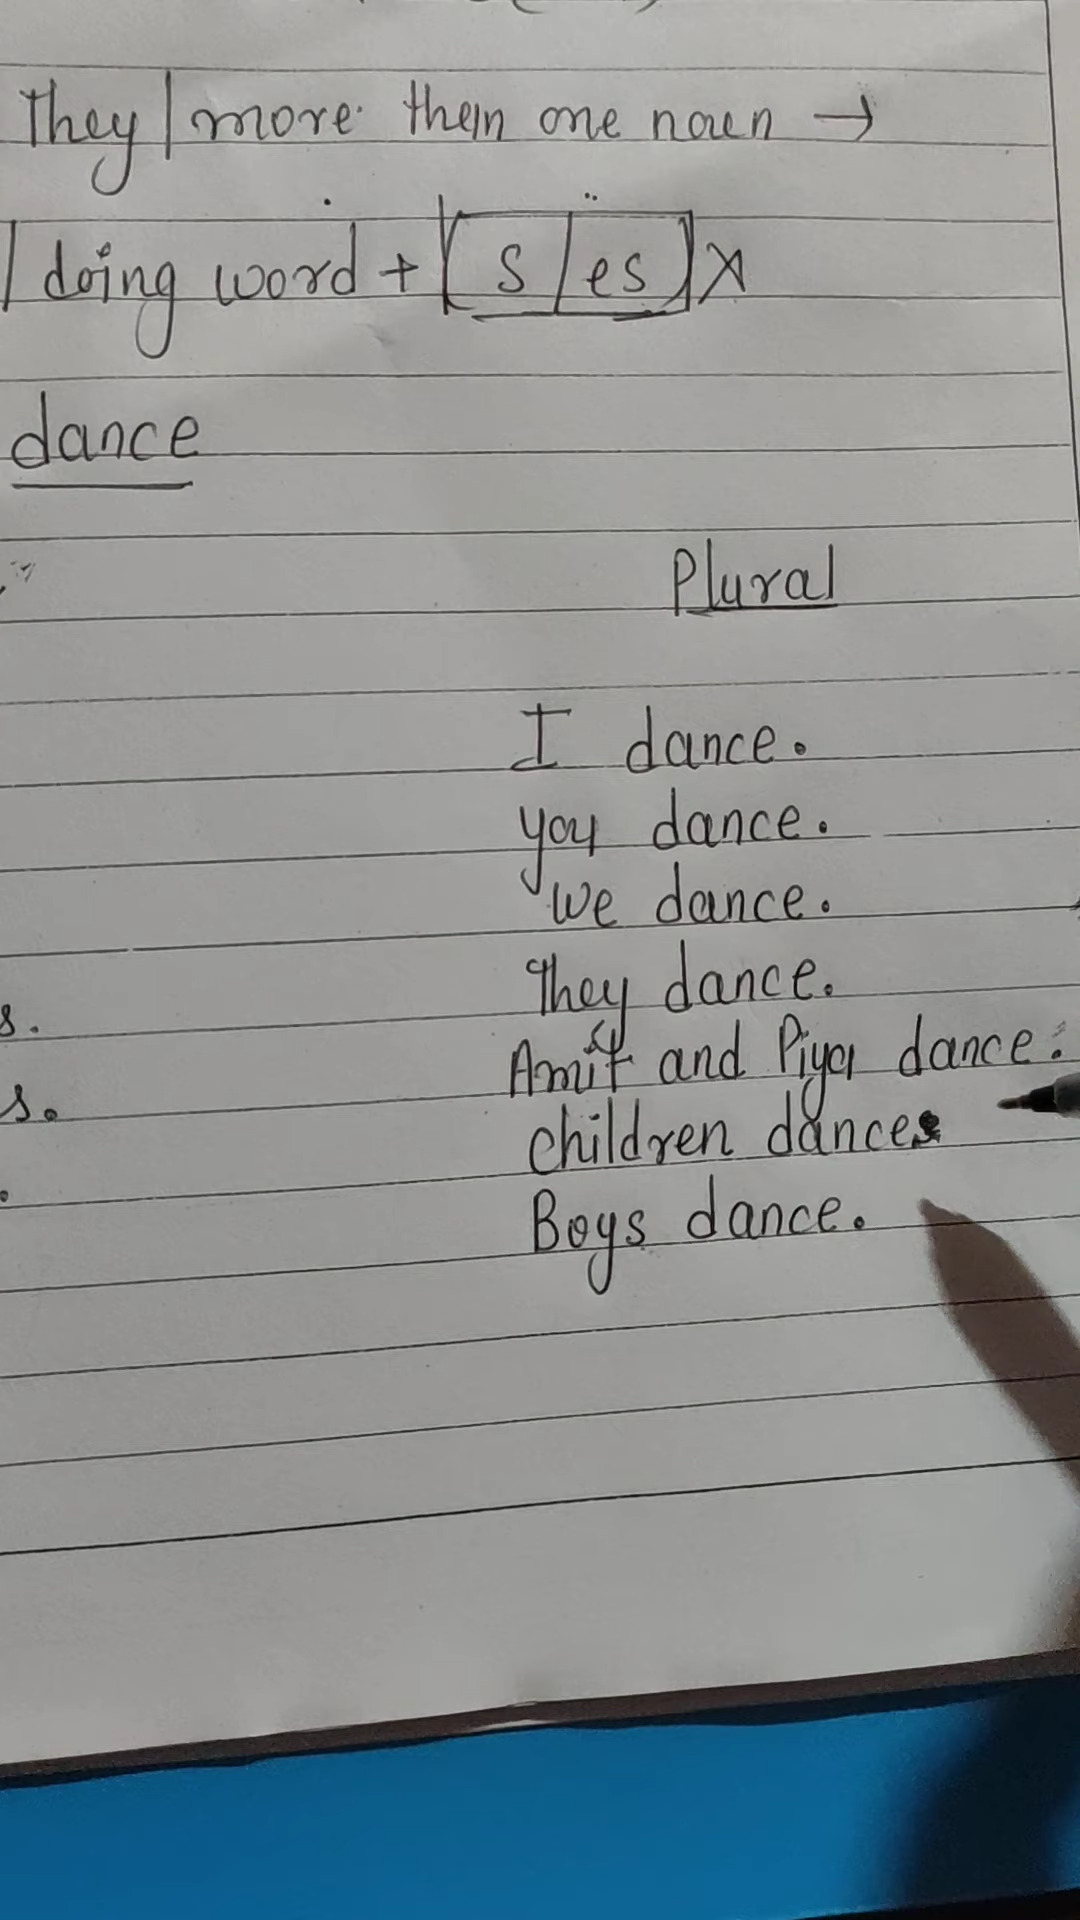 They | more then one noun →
| doing word + [s/es] x
dance
Plural
I dance.
you dance.
we dance.
They dance.
s.
Amit and Piya dance.
s.
children dances
Boys dance.